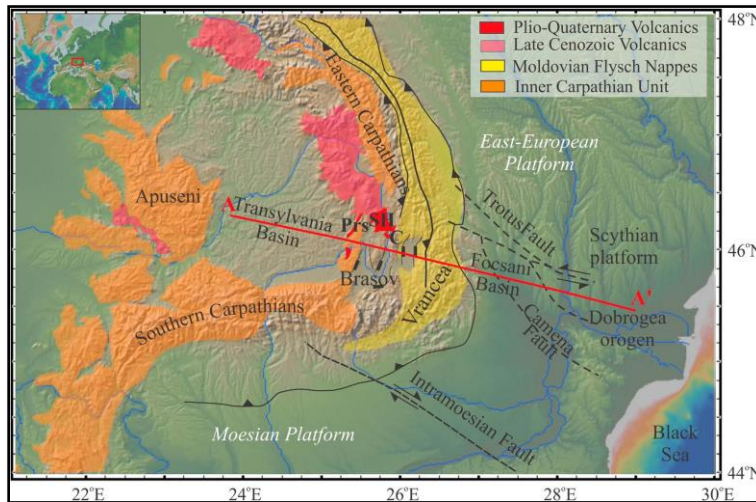 48°N
Plio-Quaternary Volcanics
Late Cenozoic Volcanics
Moldovian Flysch Nappes
Inner Carpathian Unit
Eastern Carpathians
East-European
Platform
Apuseni
Transylvania
Basin
A
Prs
SH
C
Brasov
Trotus Fault
Scythian
platform
46°N
Focsani
Basin
A'
Vrancea
Southern Carpathians
Camena
Fault
Dobrogea
orogen
Intramoesian Fault
Moesian Platform
Black
Sea
44°N
22°E
24°E
26°E
28°E
30°E